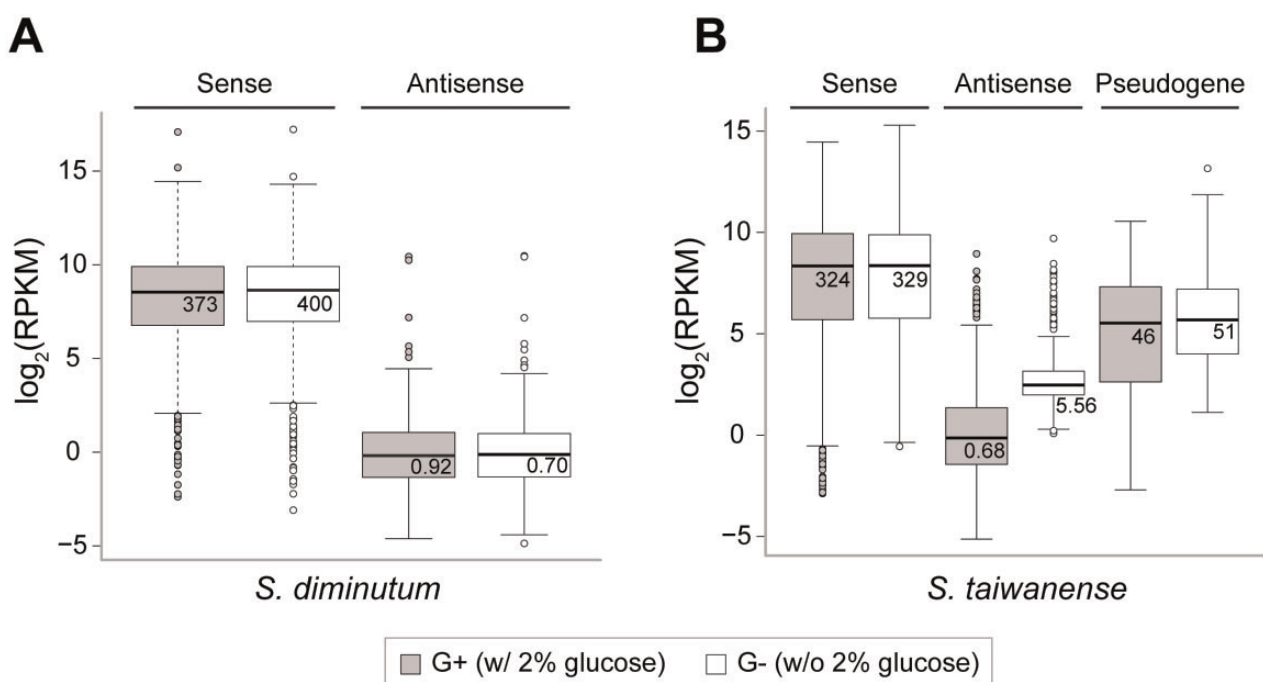 A
Sense Antisense
15
10
5
0
−5
log2(RPKM)
373
400
0.92
0.70
S. diminutum
B
Sense Antisense Pseudogene
15
10
5
0
−5
log2(RPKM)
324
329
0.68
5.56
46
51
S. taiwanense
G+ (w/ 2% glucose) G- (w/o 2% glucose)